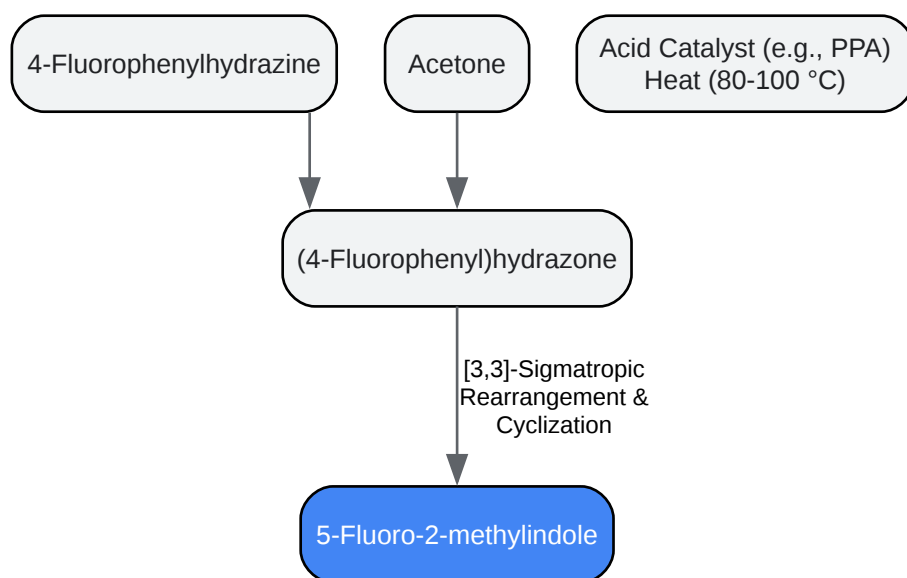 4-Fluorophenylhydrazine
Acetone
Acid Catalyst (e.g., PPA)
Heat (80-100 °C)
(4-Fluorophenyl)hydrazone
[3,3]-Sigmatropic
Rearrangement &
Cyclization
5-Fluoro-2-methylindole